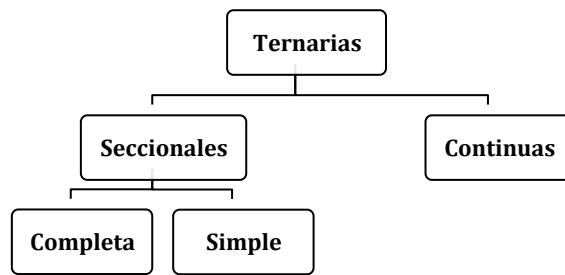 Ternarias
Seccionales
Continuas
Completa
Simple